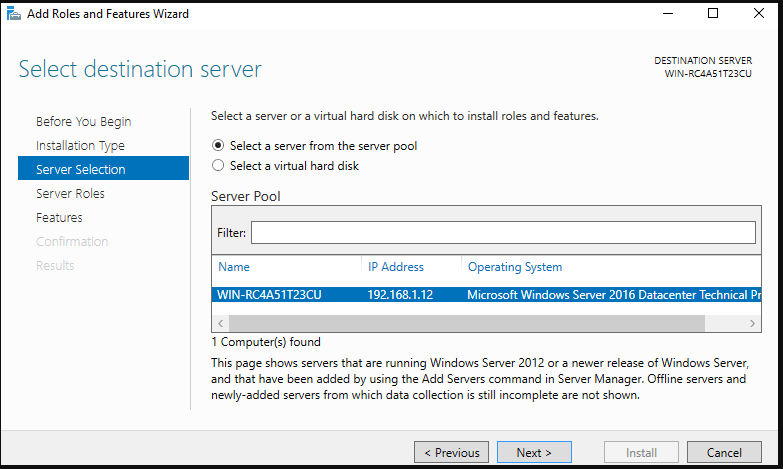 Add Roles and Features Wizard
Select destination server
DESTINATION SERVER
WIN-RC4A51T23CU
Before You Begin
Installation Type
Server Selection
Server Roles
Features
Confirmation
Results
Select a server or a virtual hard disk on which to install roles and features.
Select a server from the server pool
Select a virtual hard disk
Server Pool
Filter:
Name IP Address Operating System
WIN-RC4A51T23CU 192.168.1.12 Microsoft Windows Server 2016 Datacenter Technical Pr
1 Computer(s) found
This page shows servers that are running Windows Server 2012 or a newer release of Windows Server,
and that have been added by using the Add Servers command in Server Manager. Offline servers and
newly-added servers from which data collection is still incomplete are not shown.
< Previous Next > Install Cancel